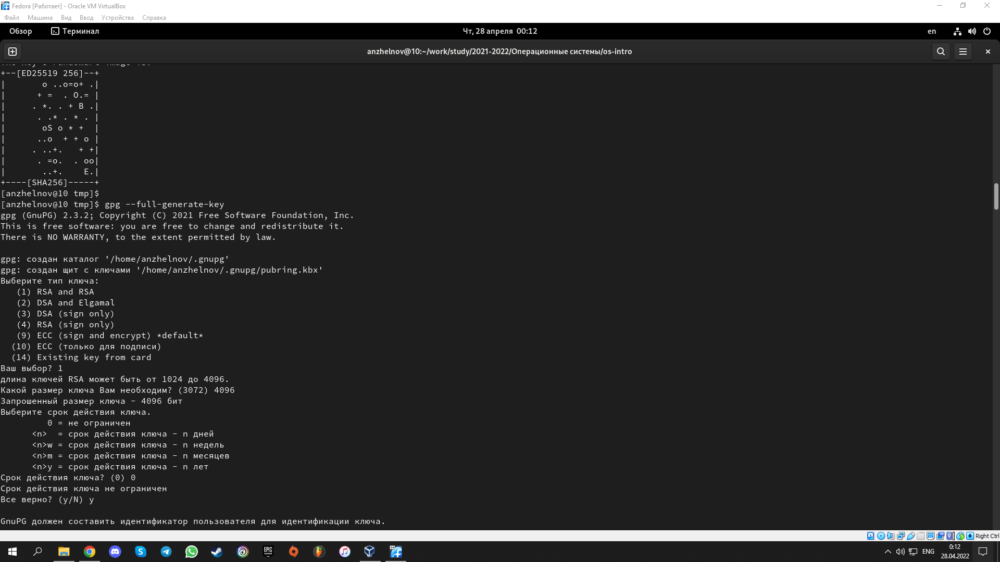 Fedora [Работает] - Oracle VM VirtualBox
Файл Машина Вид Ввод Устройства Справка
Обзор Терминал Чт, 28 апреля 00:12 en
anzhelnov@10:~/work/study/2021-2022/Операционные системы/os-intro
+--[ED25519 256]--+
|       o ..o=o+ .|
|      + =  . O.= |
|     . *. . + B .|
|      . .* . * . |
|       oS o * +  |
|      ..o  + + o |
|     . ..+.   + +|
|      . =o.  . oo|
|       ..+.    E.|
+----[SHA256]-----+
[anzhelnov@10 tmp]$
[anzhelnov@10 tmp]$ gpg --full-generate-key
gpg (GnuPG) 2.3.2; Copyright (C) 2021 Free Software Foundation, Inc.
This is free software: you are free to change and redistribute it.
There is NO WARRANTY, to the extent permitted by law.
gpg: создан каталог '/home/anzhelnov/.gnupg'
gpg: создан щит с ключами '/home/anzhelnov/.gnupg/pubring.kbx'
Выберите тип ключа:
   (1) RSA and RSA
   (2) DSA and Elgamal
   (3) DSA (sign only)
   (4) RSA (sign only)
   (9) ECC (sign and encrypt) *default*
  (10) ECC (только для подписи)
  (14) Existing key from card
Ваш выбор? 1
длина ключей RSA может быть от 1024 до 4096.
Какой размер ключа Вам необходим? (3072) 4096
Запрошенный размер ключа - 4096 бит
Выберите срок действия ключа.
         0 = не ограничен
      <n>  = срок действия ключа - n дней
      <n>w = срок действия ключа - n недель
      <n>m = срок действия ключа - n месяцев
      <n>y = срок действия ключа - n лет
Срок действия ключа? (0) 0
Срок действия ключа не ограничен
Все верно? (y/N) y
GnuPG должен составить идентификатор пользователя для идентификации ключа.
Right Ctrl
EPIC GAMES
ENG
0:12
28.04.2022